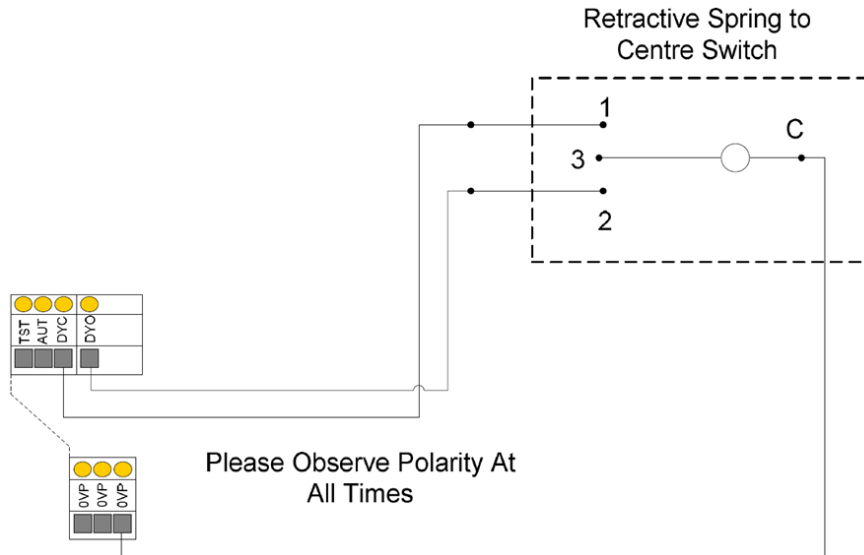 Retractive Spring to
Centre Switch
1
C
3
2
TST
AUT
DYC
DYO
Please Observe Polarity At
All Times
0VP
0VP
0VP